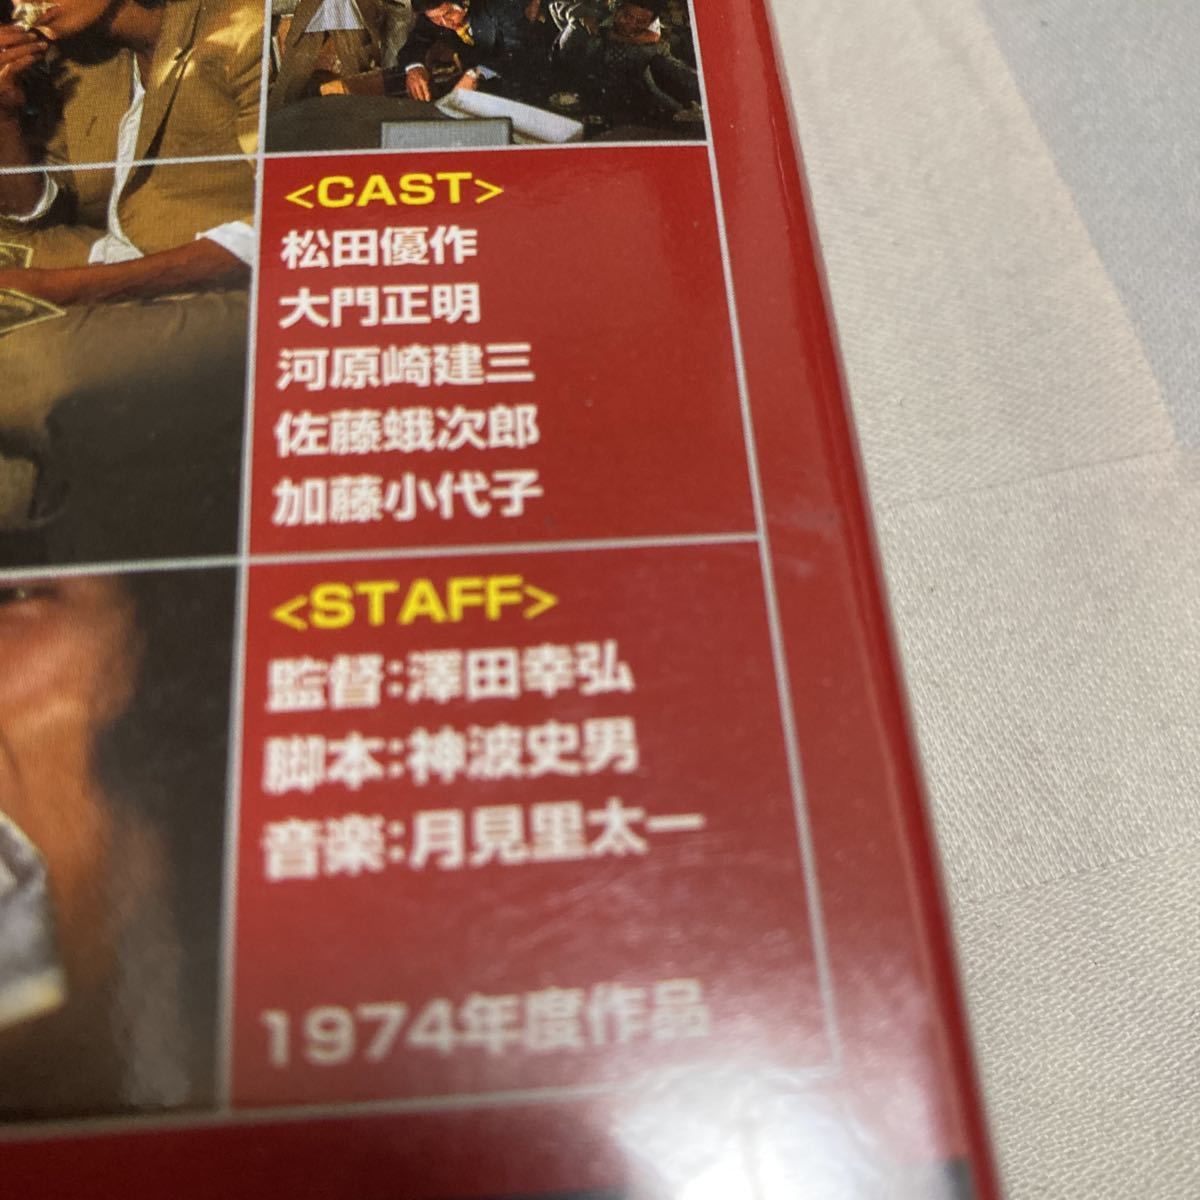 <CAST>
松田優作
大門正明
河原崎建三
佐藤蛾次郎
加藤小代子
<STAFF>
監督:澤田幸弘
脚本:神波史男
音楽:月見里太一
1974年度作品